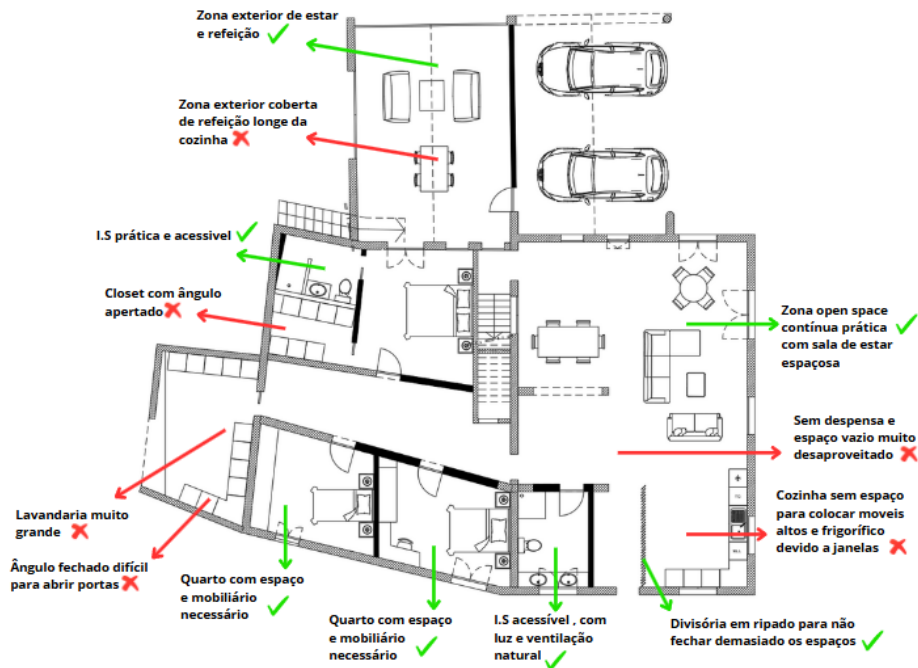 Zona exterior de estar
e refeição
Zona exterior coberta
de refeição longe da
cozinha
I.S prática e acessivel
Closet com ângulo
apertado
Zona open space
contínua prática
com sala de estar
espaçosa
Sem despensa e
espaço vazio muito
desaproveitado
Cozinha sem espaço
para colocar moveis
altos e frigorífico
devido a janelas
Lavandaria muito
grande
Ângulo fechado difícil
para abrir portas
Quarto com espaço
e mobiliário
necessário
Quarto com espaço
e mobiliário
necessário
I.S acessível , com
luz e ventilação
natural
Divisória em ripado para não
fechar demasiado os espaços